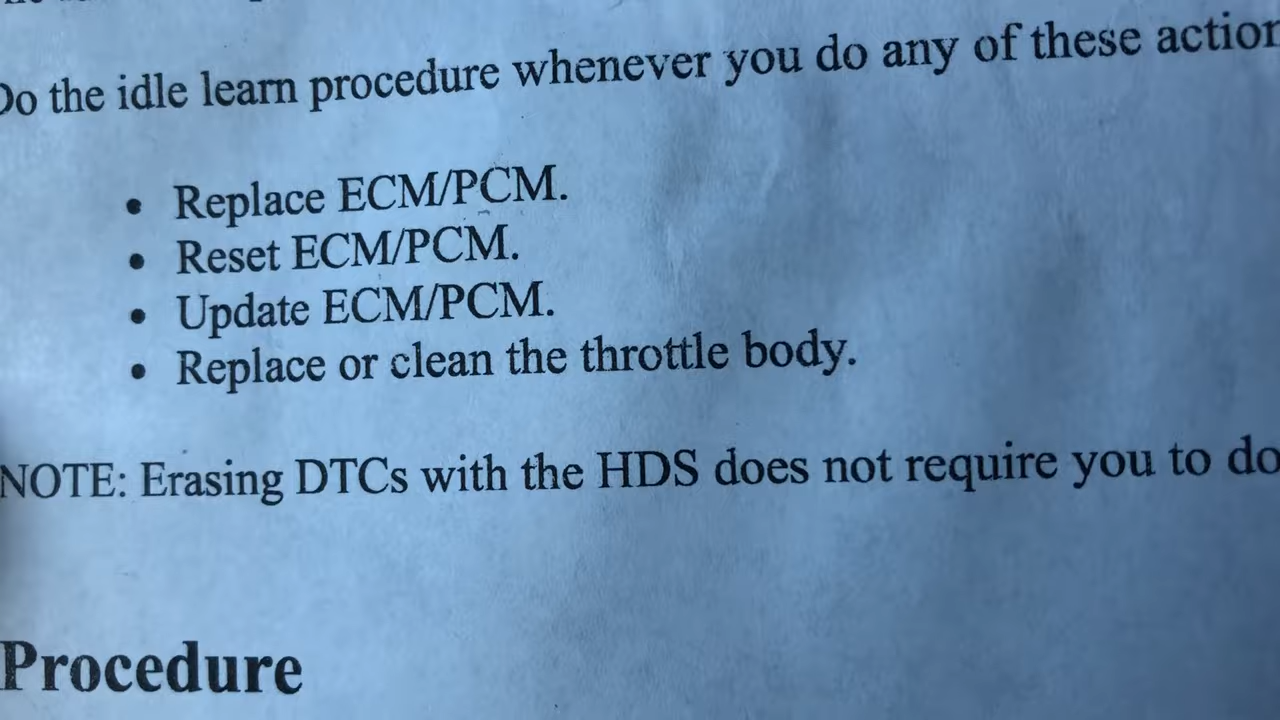 Do the idle learn procedure whenever you do any of these
• Replace ECM/PCM.
• Reset ECM/PCM.
• Update ECM/PCM.
• Replace or clean the throttle body.
NOTE: Erasing DTCs with the HDS does not require you to do
Procedure